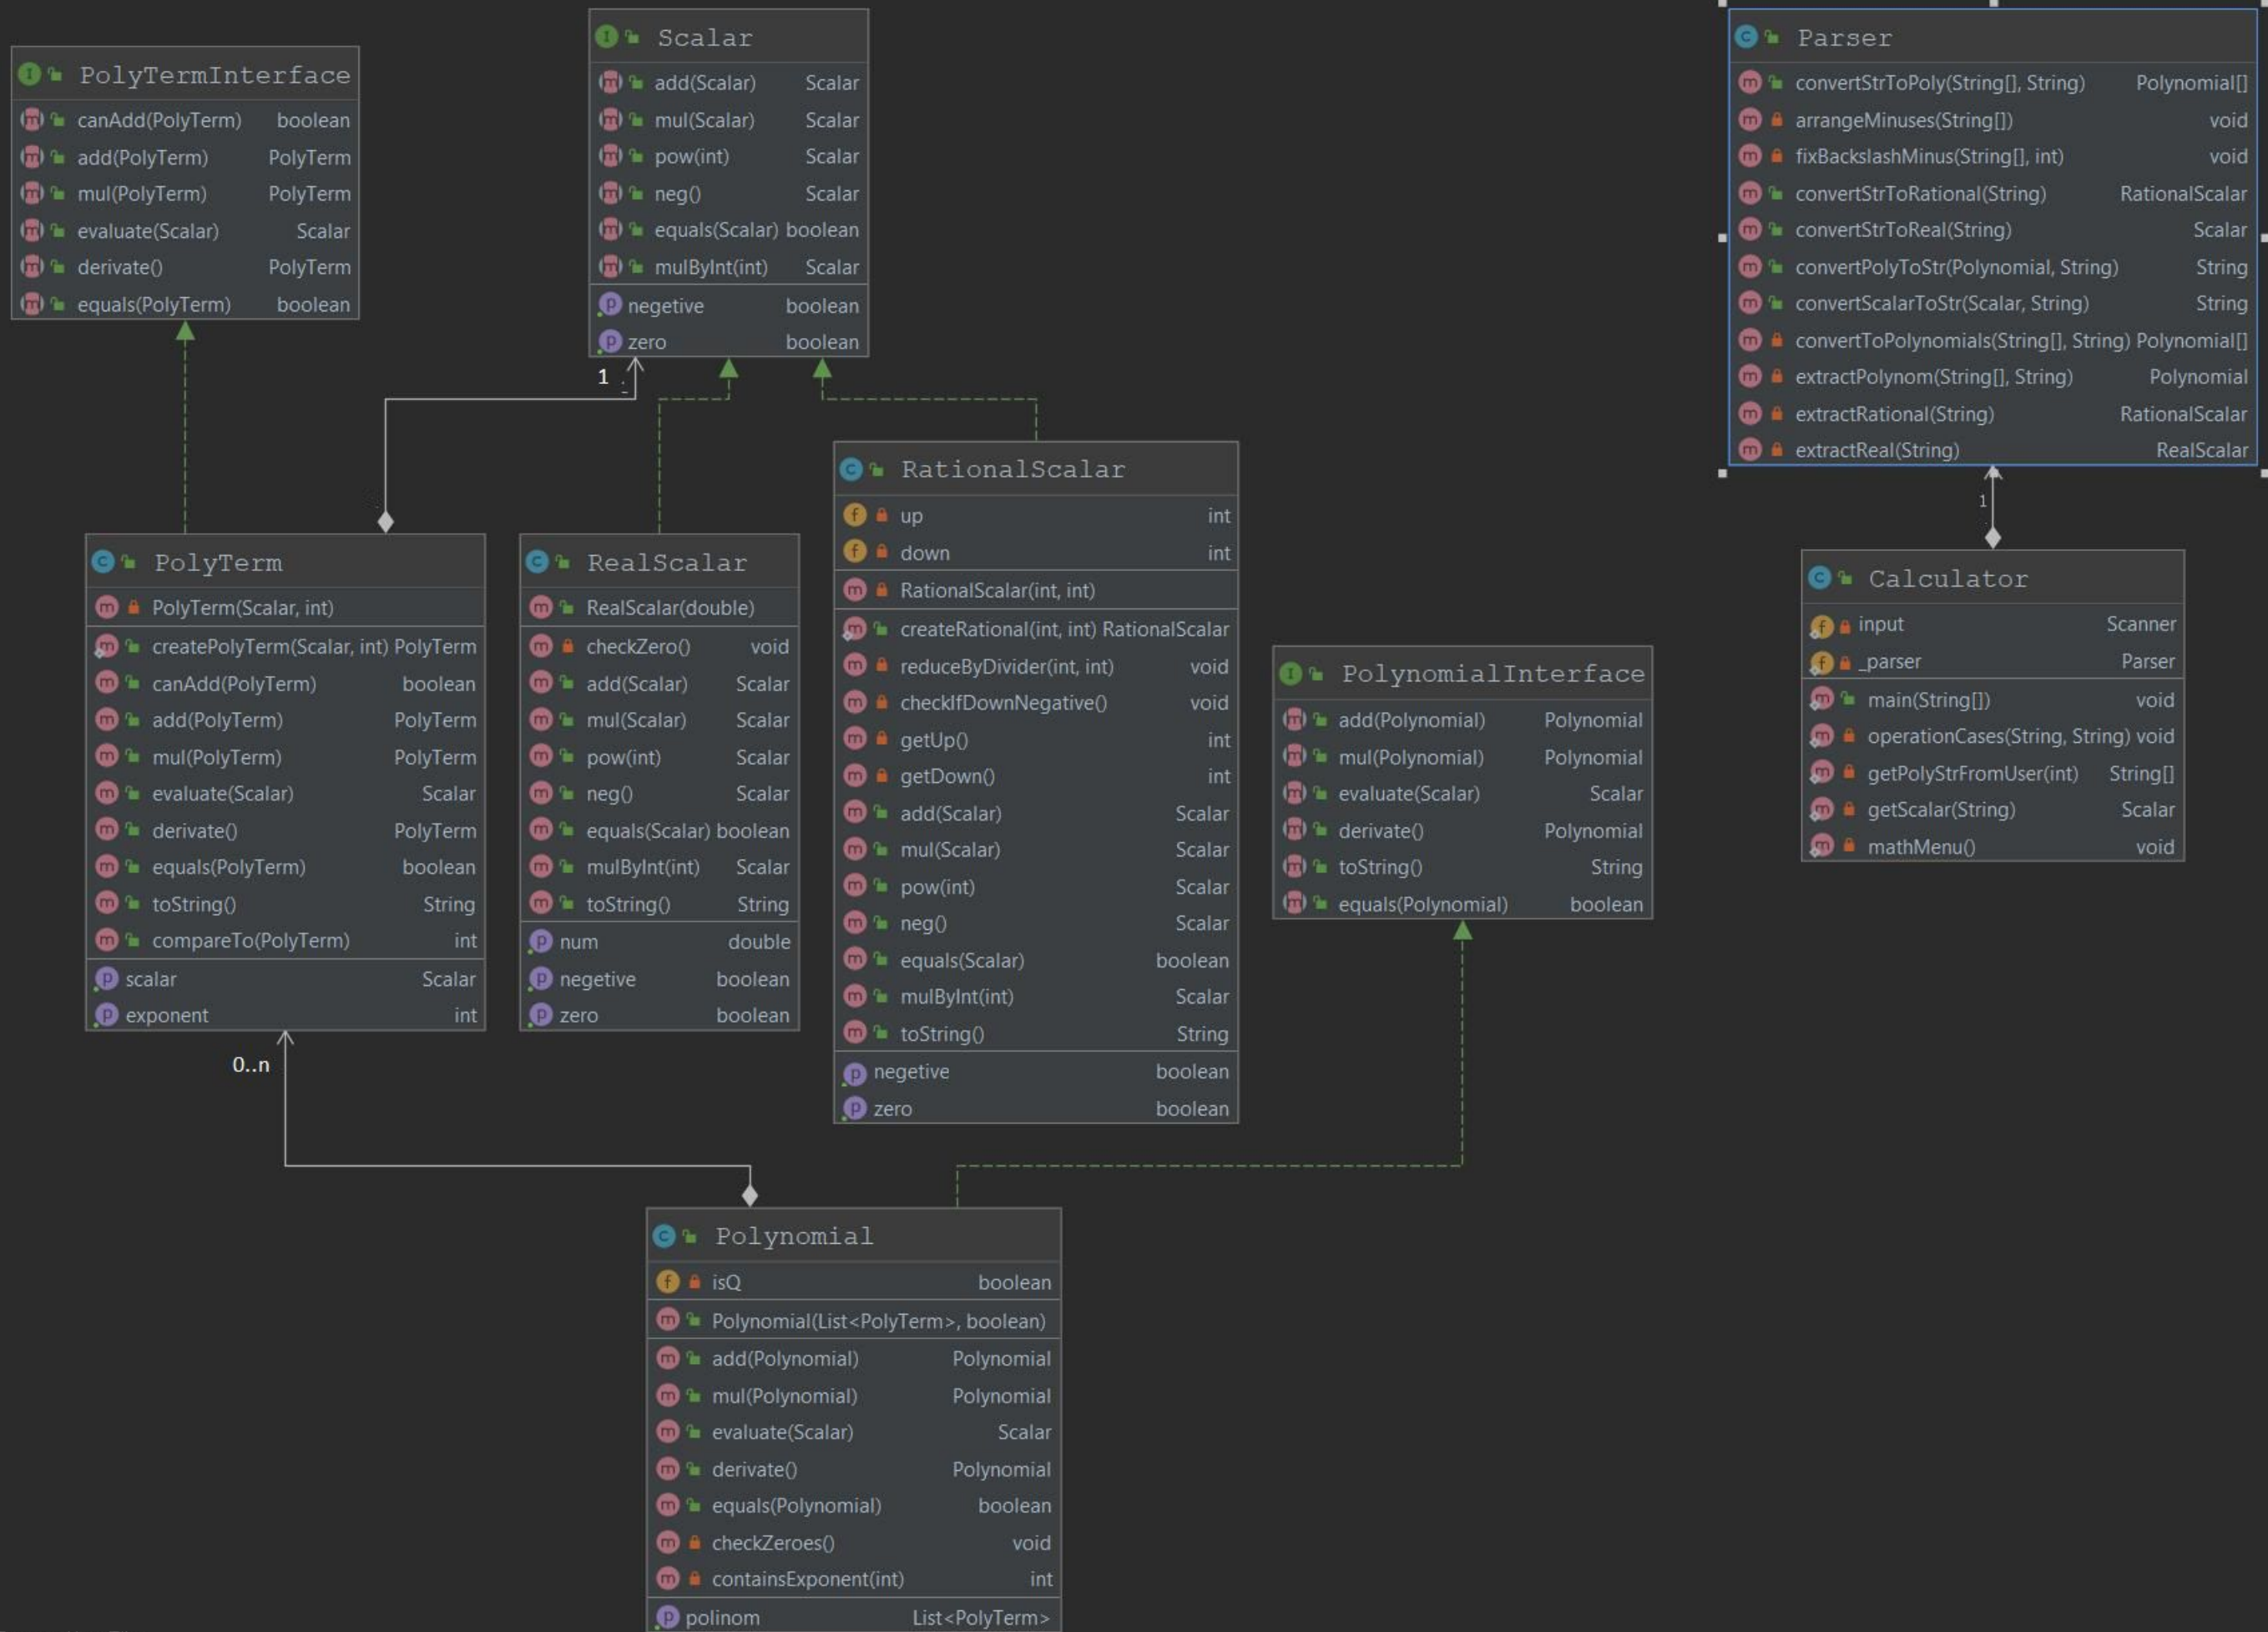 PolyTermInterface
canAdd(PolyTerm) boolean
add(PolyTerm) PolyTerm
mul(PolyTerm) PolyTerm
evaluate(Scalar) Scalar
derivate() PolyTerm
equals(PolyTerm) boolean
Scalar
add(Scalar) Scalar
mul(Scalar) Scalar
pow(int) Scalar
neg() Scalar
equals(Scalar) boolean
mulByInt(int) Scalar
negetive boolean
zero boolean
1
Parser
convertStrToPoly(String[], String) Polynomial[]
arrangeMinuses(String[]) void
fixBackslashMinus(String[], int) void
convertStrToRational(String) RationalScalar
convertStrToReal(String) Scalar
convertPolyToStr(Polynomial, String) String
convertScalarToStr(Scalar, String) String
convertToPolynomials(String[], String) Polynomial[]
extractPolynom(String[], String) Polynomial
extractRational(String) RationalScalar
extractReal(String) RealScalar
1
PolyTerm
PolyTerm(Scalar, int)
createPolyTerm(Scalar, int) PolyTerm
canAdd(PolyTerm) boolean
add(PolyTerm) PolyTerm
mul(PolyTerm) PolyTerm
evaluate(Scalar) Scalar
derivate() PolyTerm
equals(PolyTerm) boolean
toString() String
compareTo(PolyTerm) int
scalar Scalar
exponent int
0..n
RealScalar
RealScalar(double)
checkZero() void
add(Scalar) Scalar
mul(Scalar) Scalar
pow(int) Scalar
neg() Scalar
equals(Scalar) boolean
mulByInt(int) Scalar
toString() String
num double
negetive boolean
zero boolean
RationalScalar
up int
down int
RationalScalar(int, int)
createRational(int, int) RationalScalar
reduceByDivider(int, int) void
checkIfDownNegative() void
getUp() int
getDown() int
add(Scalar) Scalar
mul(Scalar) Scalar
pow(int) Scalar
neg() Scalar
equals(Scalar) boolean
mulByInt(int) Scalar
toString() String
negetive boolean
zero boolean
PolynomialInterface
add(Polynomial) Polynomial
mul(Polynomial) Polynomial
evaluate(Scalar) Scalar
derivate() Polynomial
toString() String
equals(Polynomial) boolean
Calculator
input Scanner
_parser Parser
main(String[]) void
operationCases(String, String) void
getPolyStrFromUser(int) String[]
getScalar(String) Scalar
mathMenu() void
Polynomial
isQ boolean
Polynomial(List<PolyTerm>, boolean)
add(Polynomial) Polynomial
mul(Polynomial) Polynomial
evaluate(Scalar) Scalar
derivate() Polynomial
equals(Polynomial) boolean
checkZeroes() void
containsExponent(int) int
polinom List<PolyTerm>